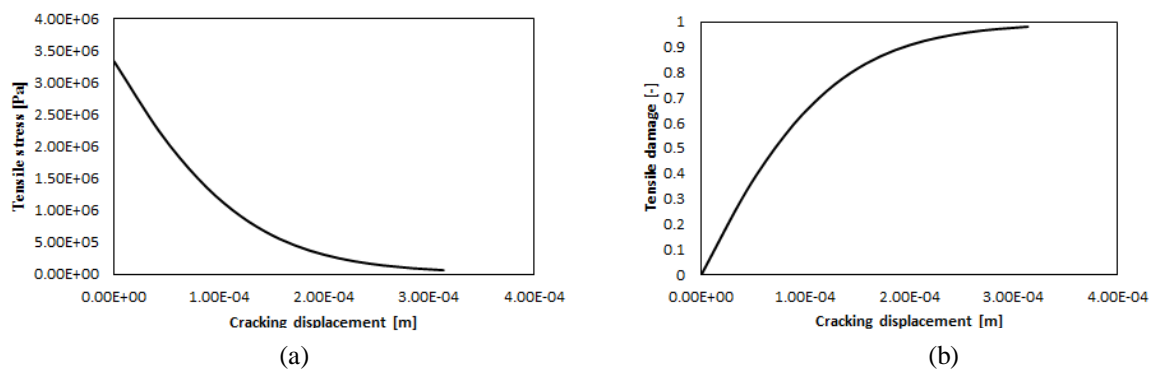 4.00E+06
3.50E+06
3.00E+06
2.50E+06
2.00E+06
1.50E+06
1.00E+06
5.00E+05
0.00E+00
Tensile stress [Pa]
0.00E+00 1.00E-04 2.00E-04 3.00E-04 4.00E-04
Cracking displacement [m]
(a)
1
0.9
0.8
0.7
0.6
0.5
0.4
0.3
0.2
0.1
0
Tensile damage [-]
0.00E+00 1.00E-04 2.00E-04 3.00E-04 4.00E-04
Cracking displacement [m]
(b)